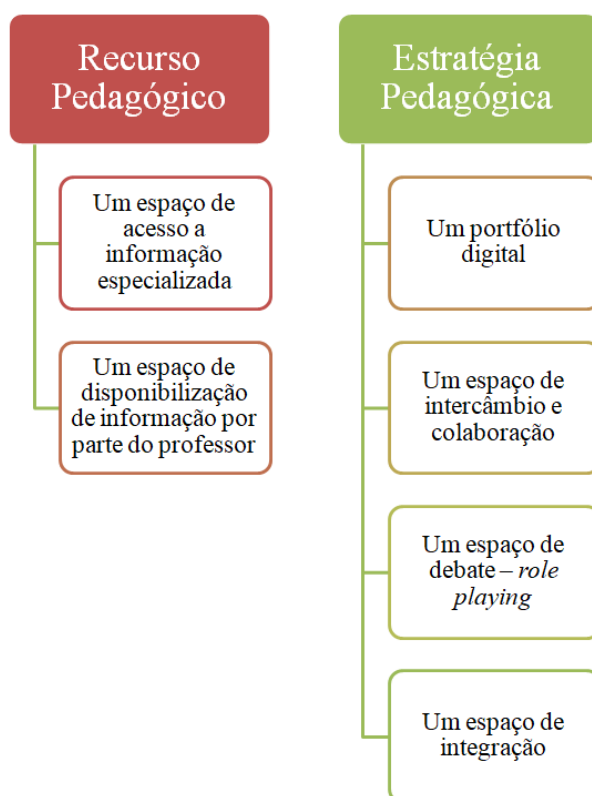 Recurso
Pedagógico
Um espaço de
acesso a
informação
especializada
Um espaço de
disponibilização
de informação por
parte do professor
Estratégia
Pedagógica
Um portfólio
digital
Um espaço de
intercâmbio e
colaboração
Um espaço de
debate – role
playing
Um espaço de
integração